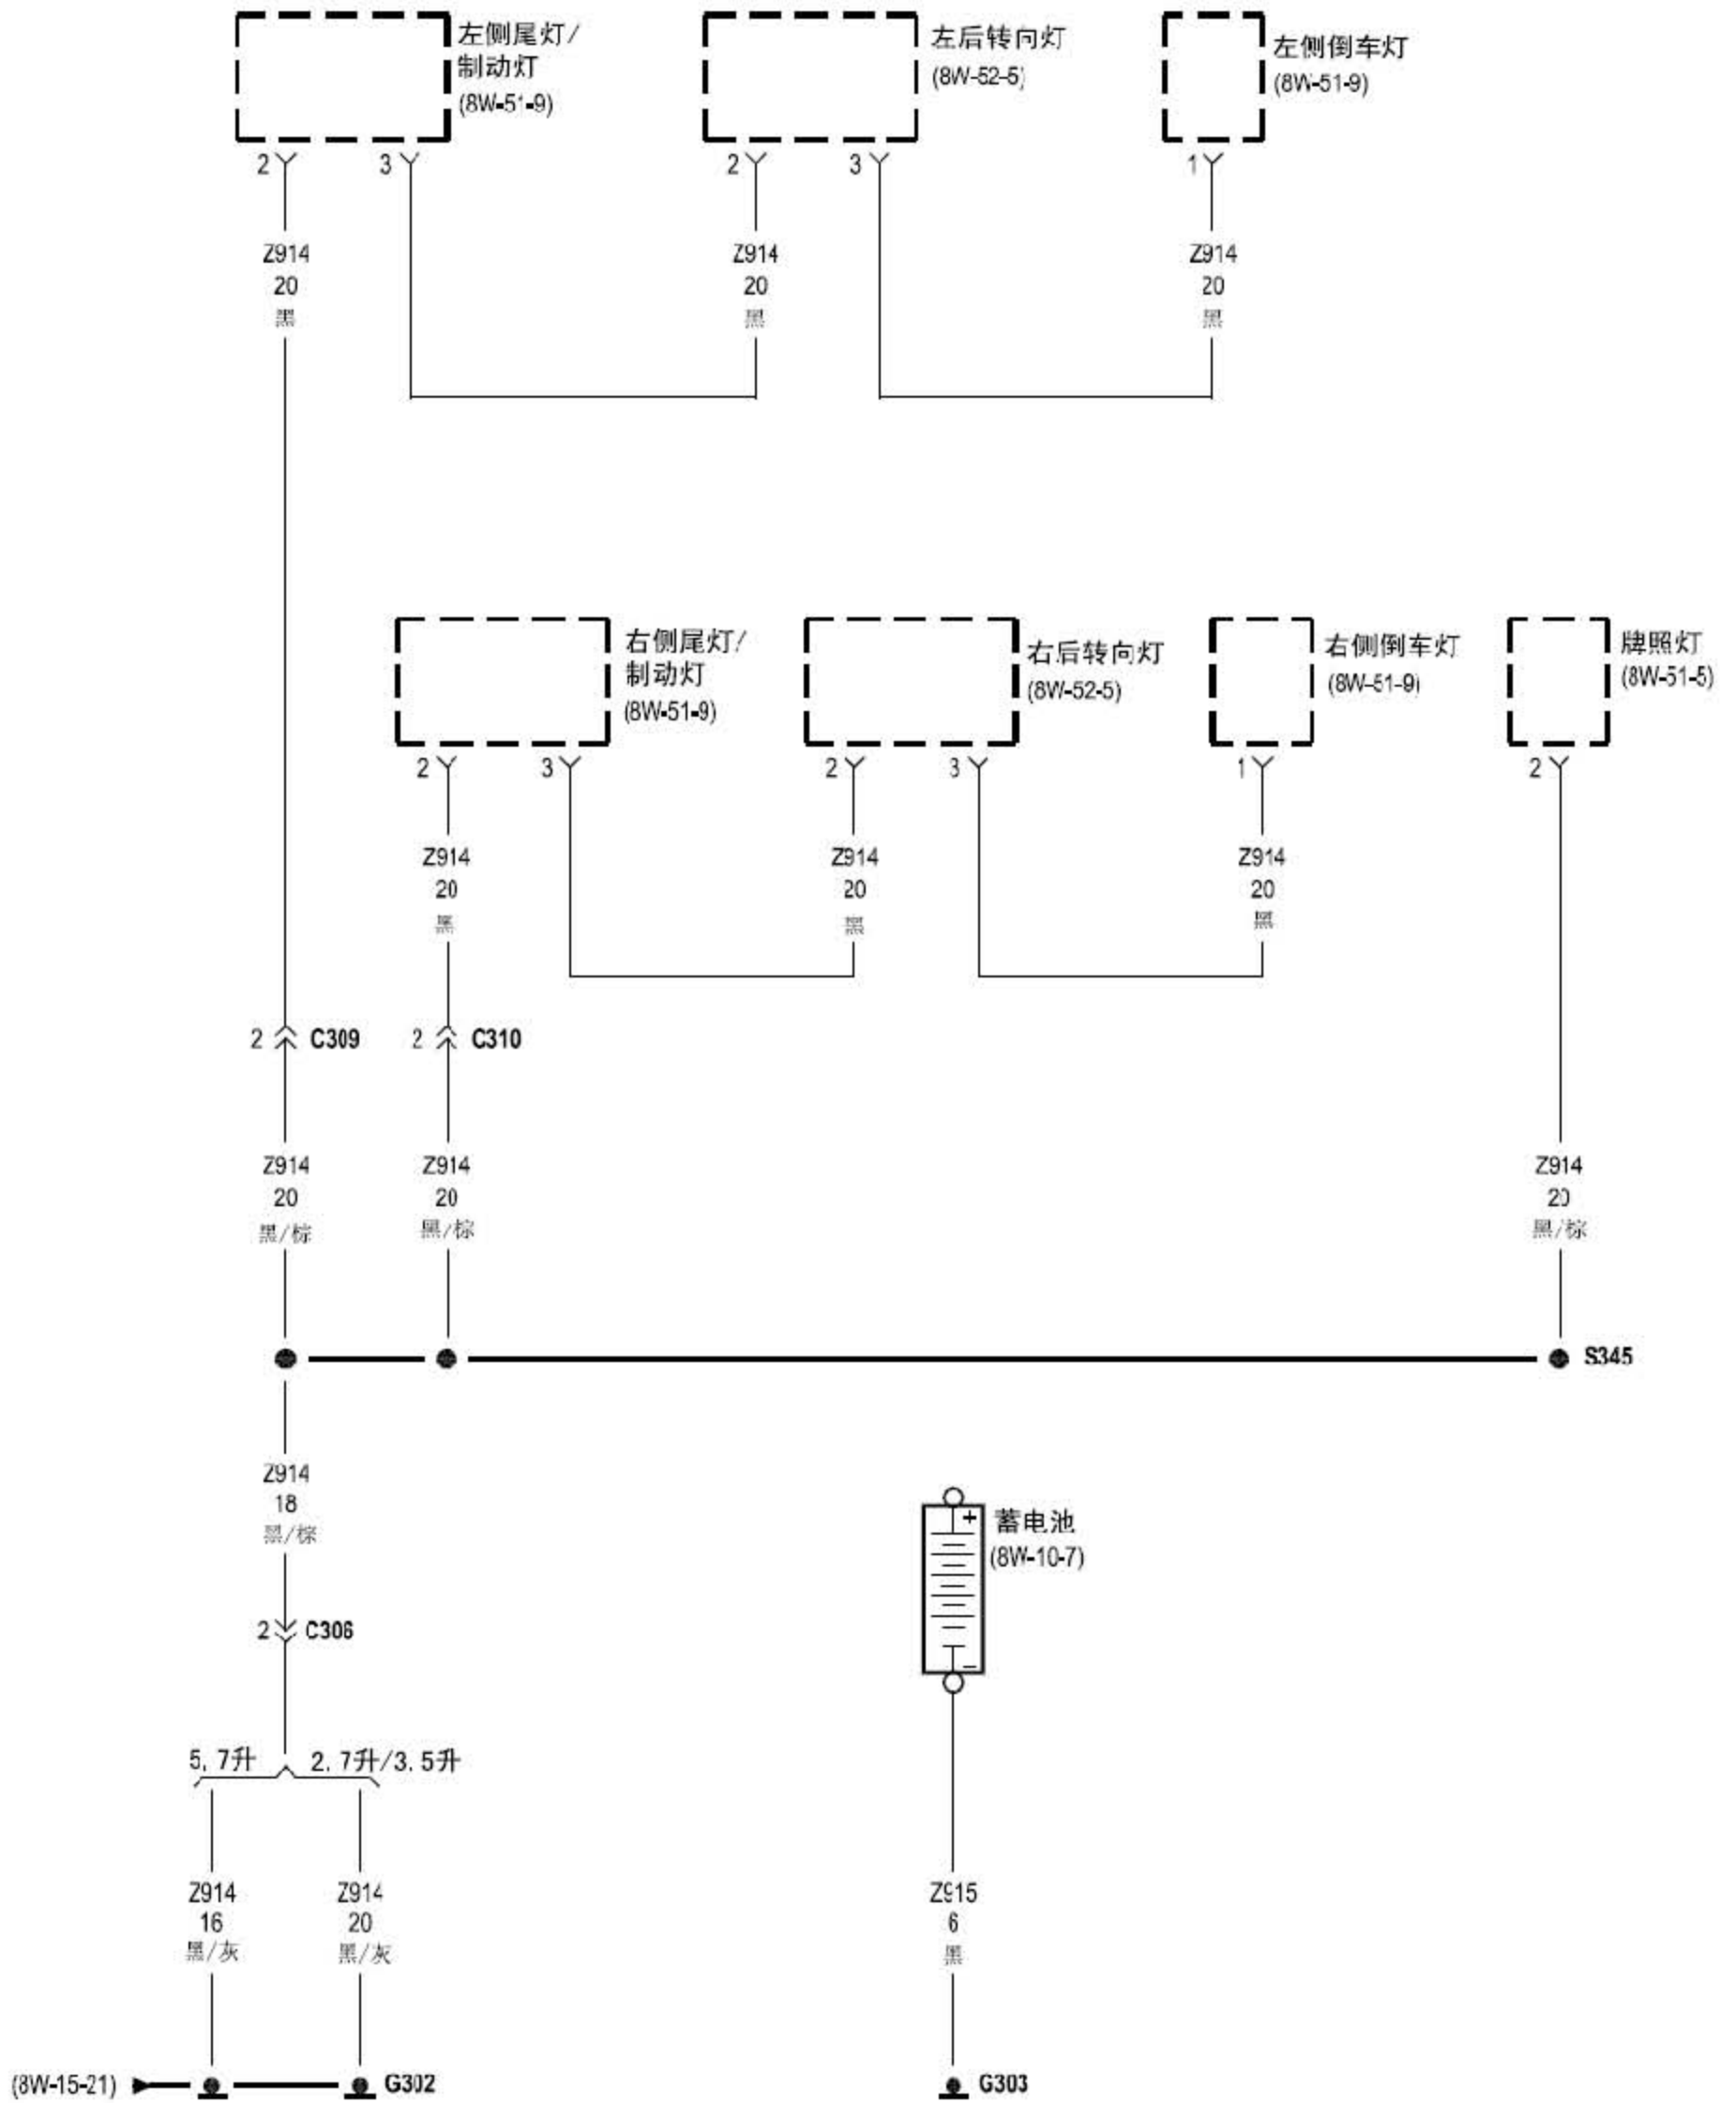 左侧尾灯/
制动灯
(8W-51-9)
左后转向灯
(8W-52-5)
左侧倒车灯
(8W-51-9)
2
3
2
3
1
Z914
20
黑
Z914
20
黑
Z914
20
黑
右侧尾灯/
制动灯
(8W-51-9)
右后转向灯
(8W-52-5)
右侧倒车灯
(8W-51-9)
牌照灯
(8W-51-5)
2
3
2
3
1
2
Z914
20
黑
Z914
20
黑
Z914
20
黑
2
C309
2
C310
Z914
20
黑/棕
Z914
20
黑/棕
Z914
20
黑/棕
S345
Z914
18
黑/棕
蓄电池
(8W-10-7)
+
−
2
C306
5.7升
2.7升/3.5升
Z914
16
黑/灰
Z914
20
黑/灰
Z915
6
黑
(8W-15-21)
G302
G303